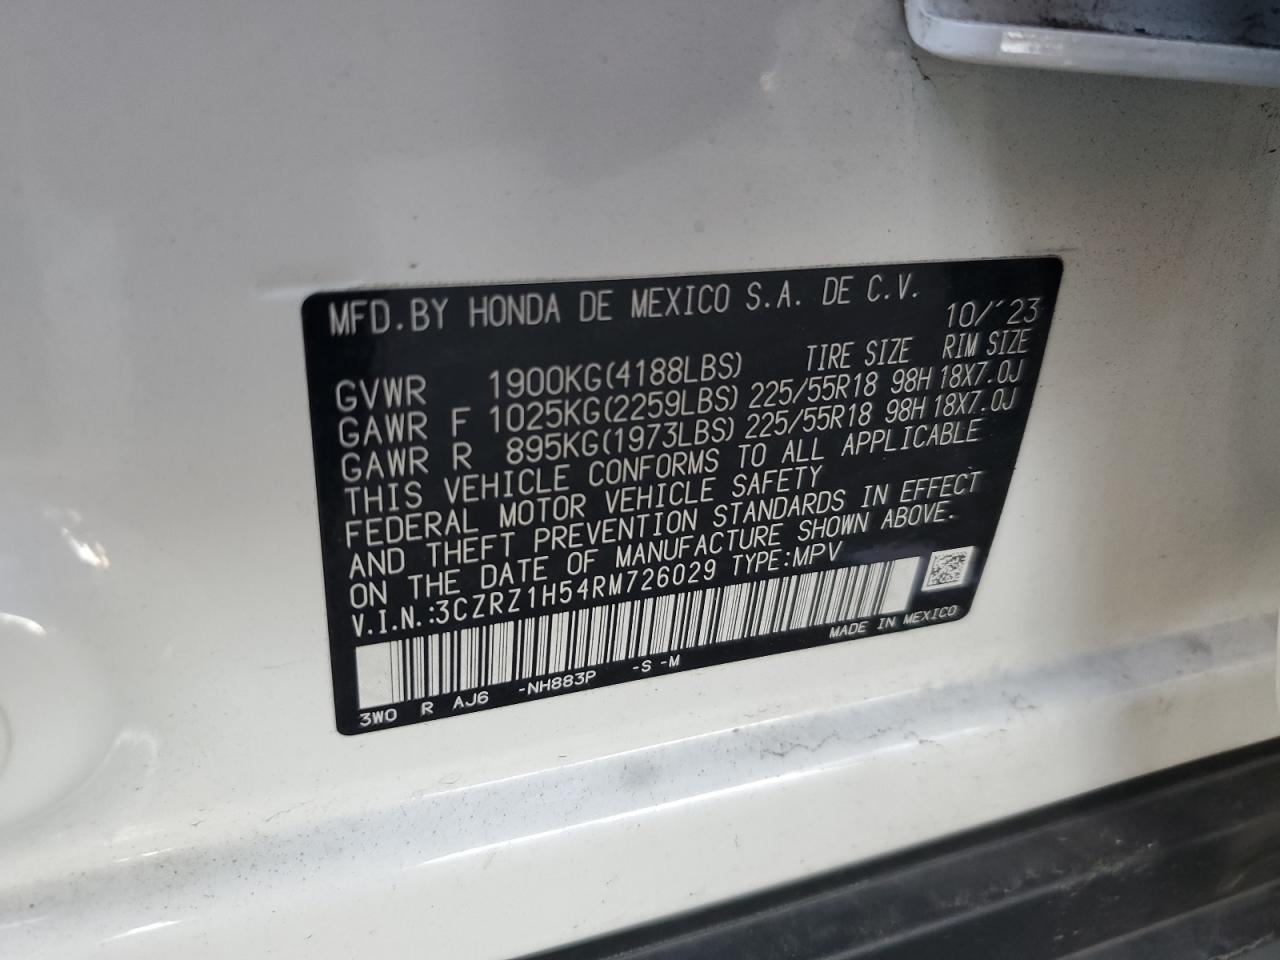 MFD.BY HONDA DE MEXICO S.A. DE C.V.
10/'23
TIRE SIZE RIM SIZE
GVWR 1900KG(4188LBS)
GAWR F 1025KG(2259LBS) 225/55R18 98H 18X7.0J
GAWR R 895KG(1973LBS) 225/55R18 98H 18X7.0J
THIS VEHICLE CONFORMS TO ALL APPLICABLE
FEDERAL MOTOR VEHICLE SAFETY
AND THEFT PREVENTION STANDARDS IN EFFECT
ON THE DATE OF MANUFACTURE SHOWN ABOVE.
V.I.N.:3CZRZ1H54RM726029 TYPE:MPV
MADE IN MEXICO
3W0 R AJ6 -NH883P -S -M